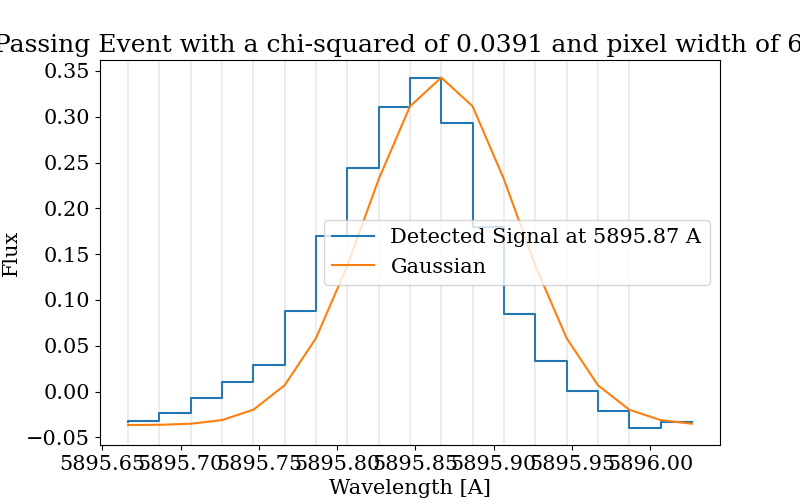 Passing Event with a chi-squared of 0.0391 and pixel width of 6
0.35
0.30
0.25
0.20
0.15
0.10
0.05
0.00
−0.05
Flux
Detected Signal at 5895.87 A
Gaussian
5895.65 5895.70 5895.75 5895.80 5895.85 5895.90 5895.95 5896.00
Wavelength [A]